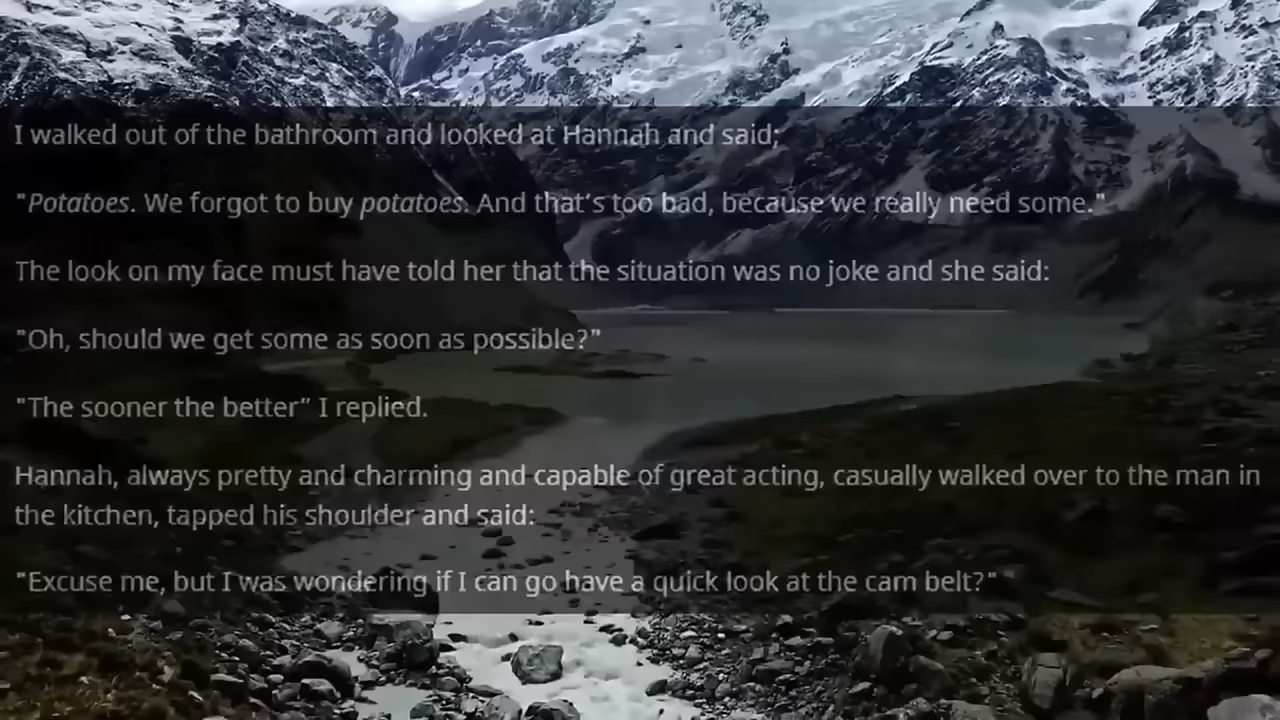 I walked out of the bathroom and looked at Hannah and said;
"Potatoes. We forgot to buy potatoes. And that’s too bad, because we really need some."
The look on my face must have told her that the situation was no joke and she said:
"Oh, should we get some as soon as possible?"
"The sooner the better” I replied.
Hannah, always pretty and charming and capable of great acting, casually walked over to the man in
the kitchen, tapped his shoulder and said:
"Excuse me, but I was wondering if I can go have a quick look at the cam belt?"